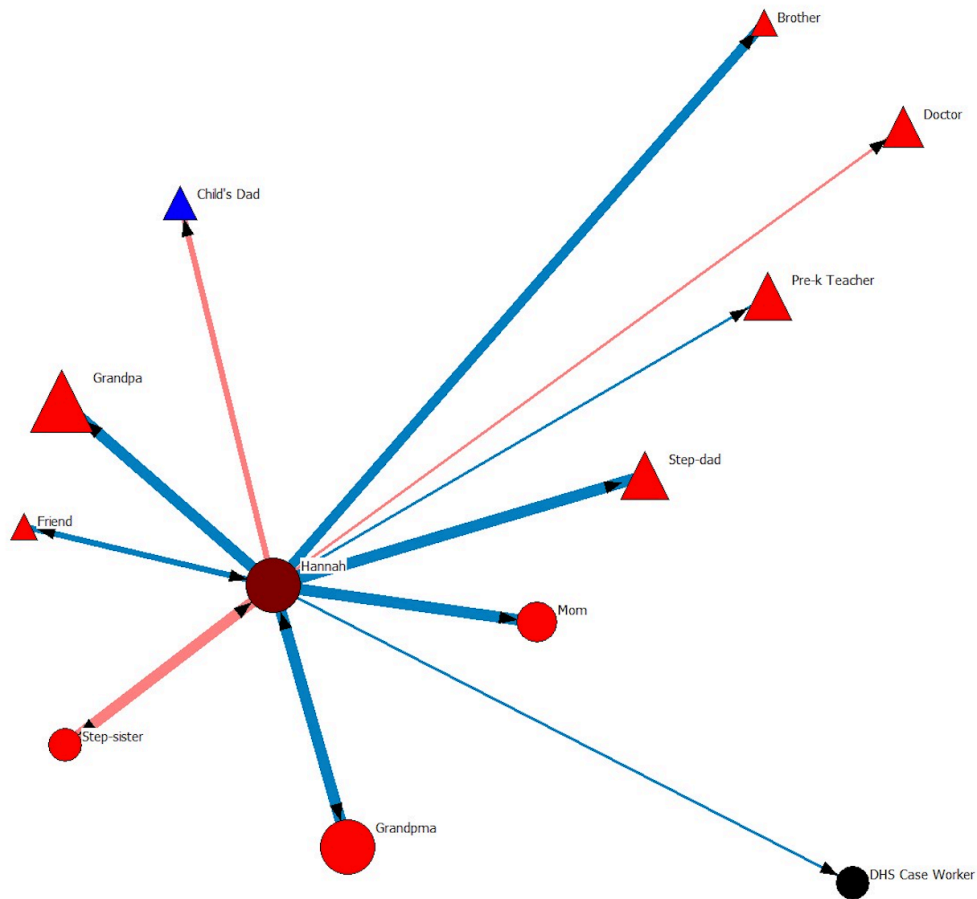 Brother
Doctor
Child's Dad
Pre-k Teacher
Grandpa
Step-dad
Friend
Hannah
Mom
Step-sister
Grandpma
DHS Case Worker